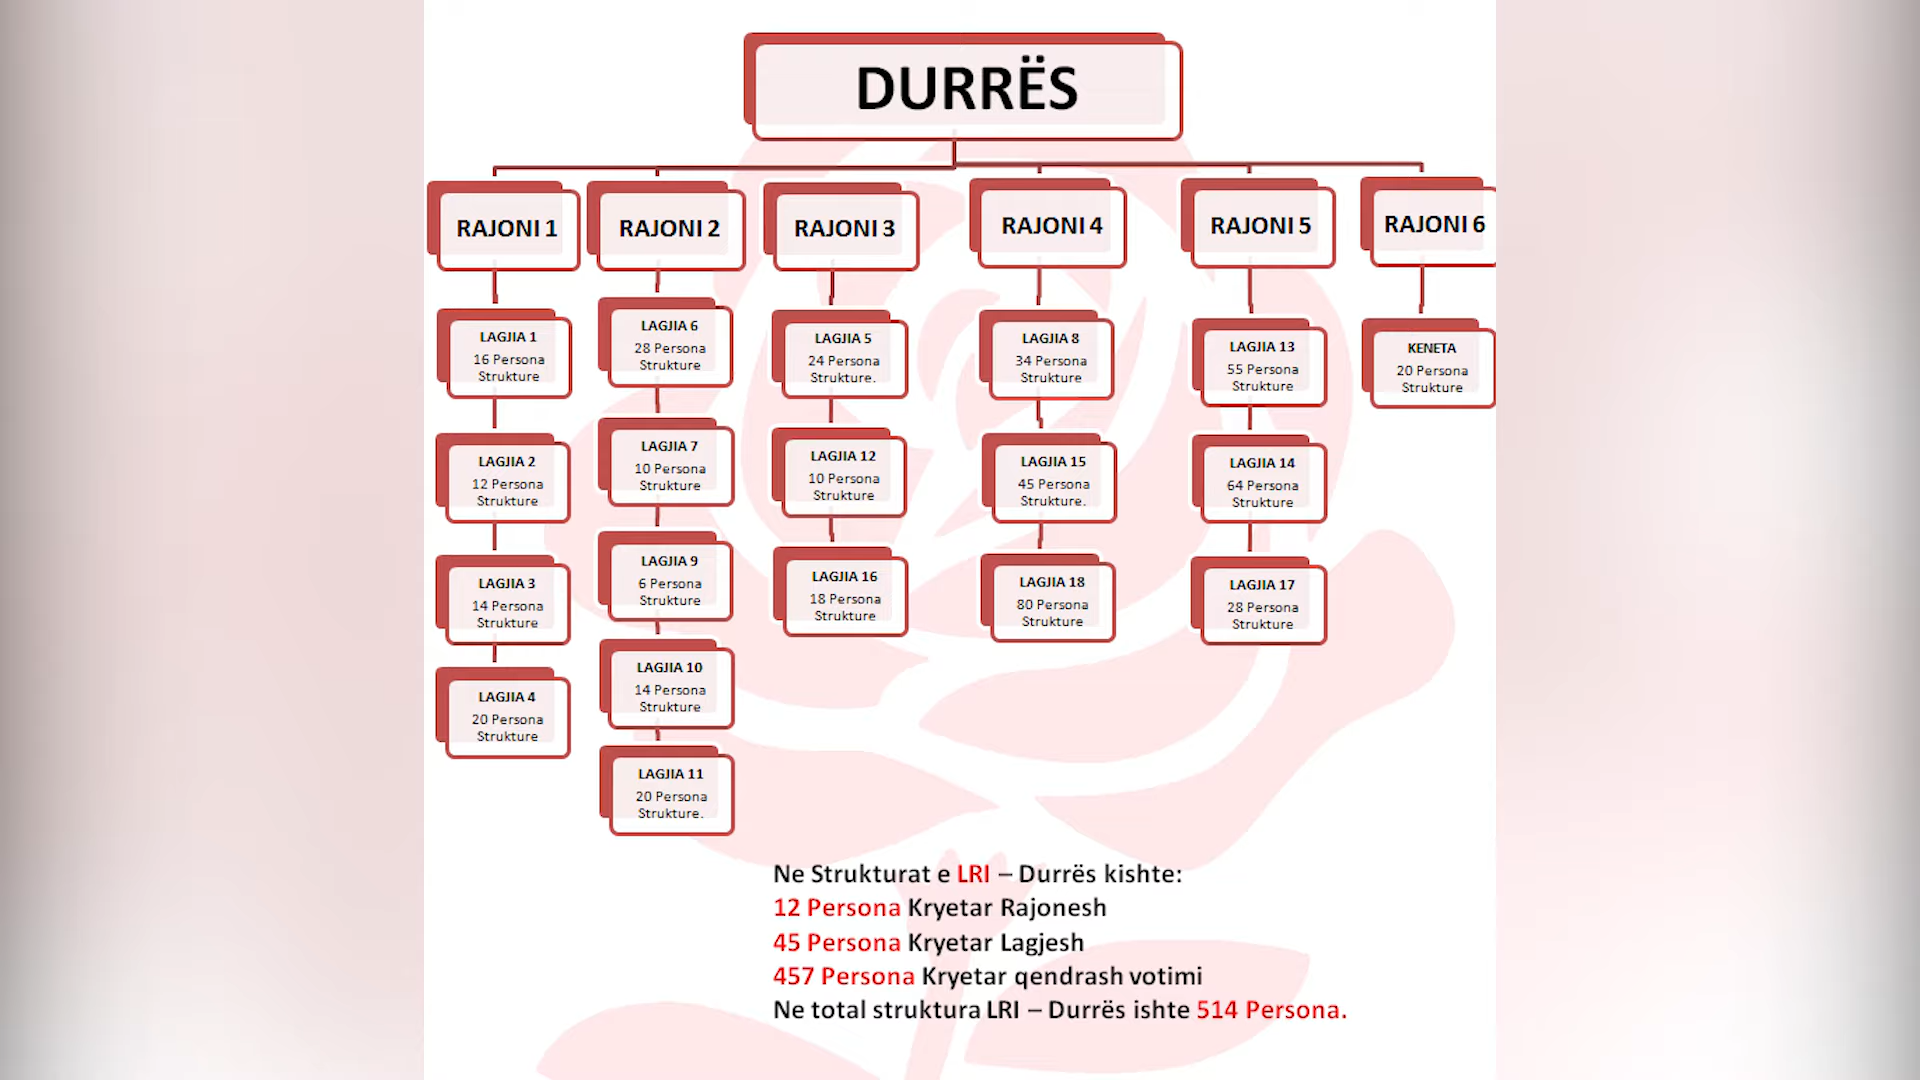 DURRËS
RAJONI 1
RAJONI 2
RAJONI 3
RAJONI 4
RAJONI 5
RAJONI 6
LAGJIA 1
16 Persona
Strukture
LAGJIA 2
12 Persona
Strukture
LAGJIA 3
14 Persona
Strukture
LAGJIA 4
20 Persona
Strukture
LAGJIA 6
28 Persona
Strukture
LAGJIA 7
10 Persona
Strukture
LAGJIA 9
6 Persona
Strukture
LAGJIA 10
14 Persona
Strukture
LAGJIA 11
20 Persona
Strukture.
LAGJIA 5
24 Persona
Strukture.
LAGJIA 12
10 Persona
Strukture
LAGJIA 16
18 Persona
Strukture
LAGJIA 8
34 Persona
Strukture
LAGJIA 15
45 Persona
Strukture.
LAGJIA 18
80 Persona
Strukture
LAGJIA 13
55 Persona
Strukture
LAGJIA 14
64 Persona
Strukture
LAGJIA 17
28 Persona
Strukture
KENETA
20 Persona
Strukture
Ne Strukturat e LRI – Durrës kishte:
12 Persona Kryetar Rajonesh
45 Persona Kryetar Lagjesh
457 Persona Kryetar qendrash votimi
Ne total struktura LRI – Durrës ishte 514 Persona.